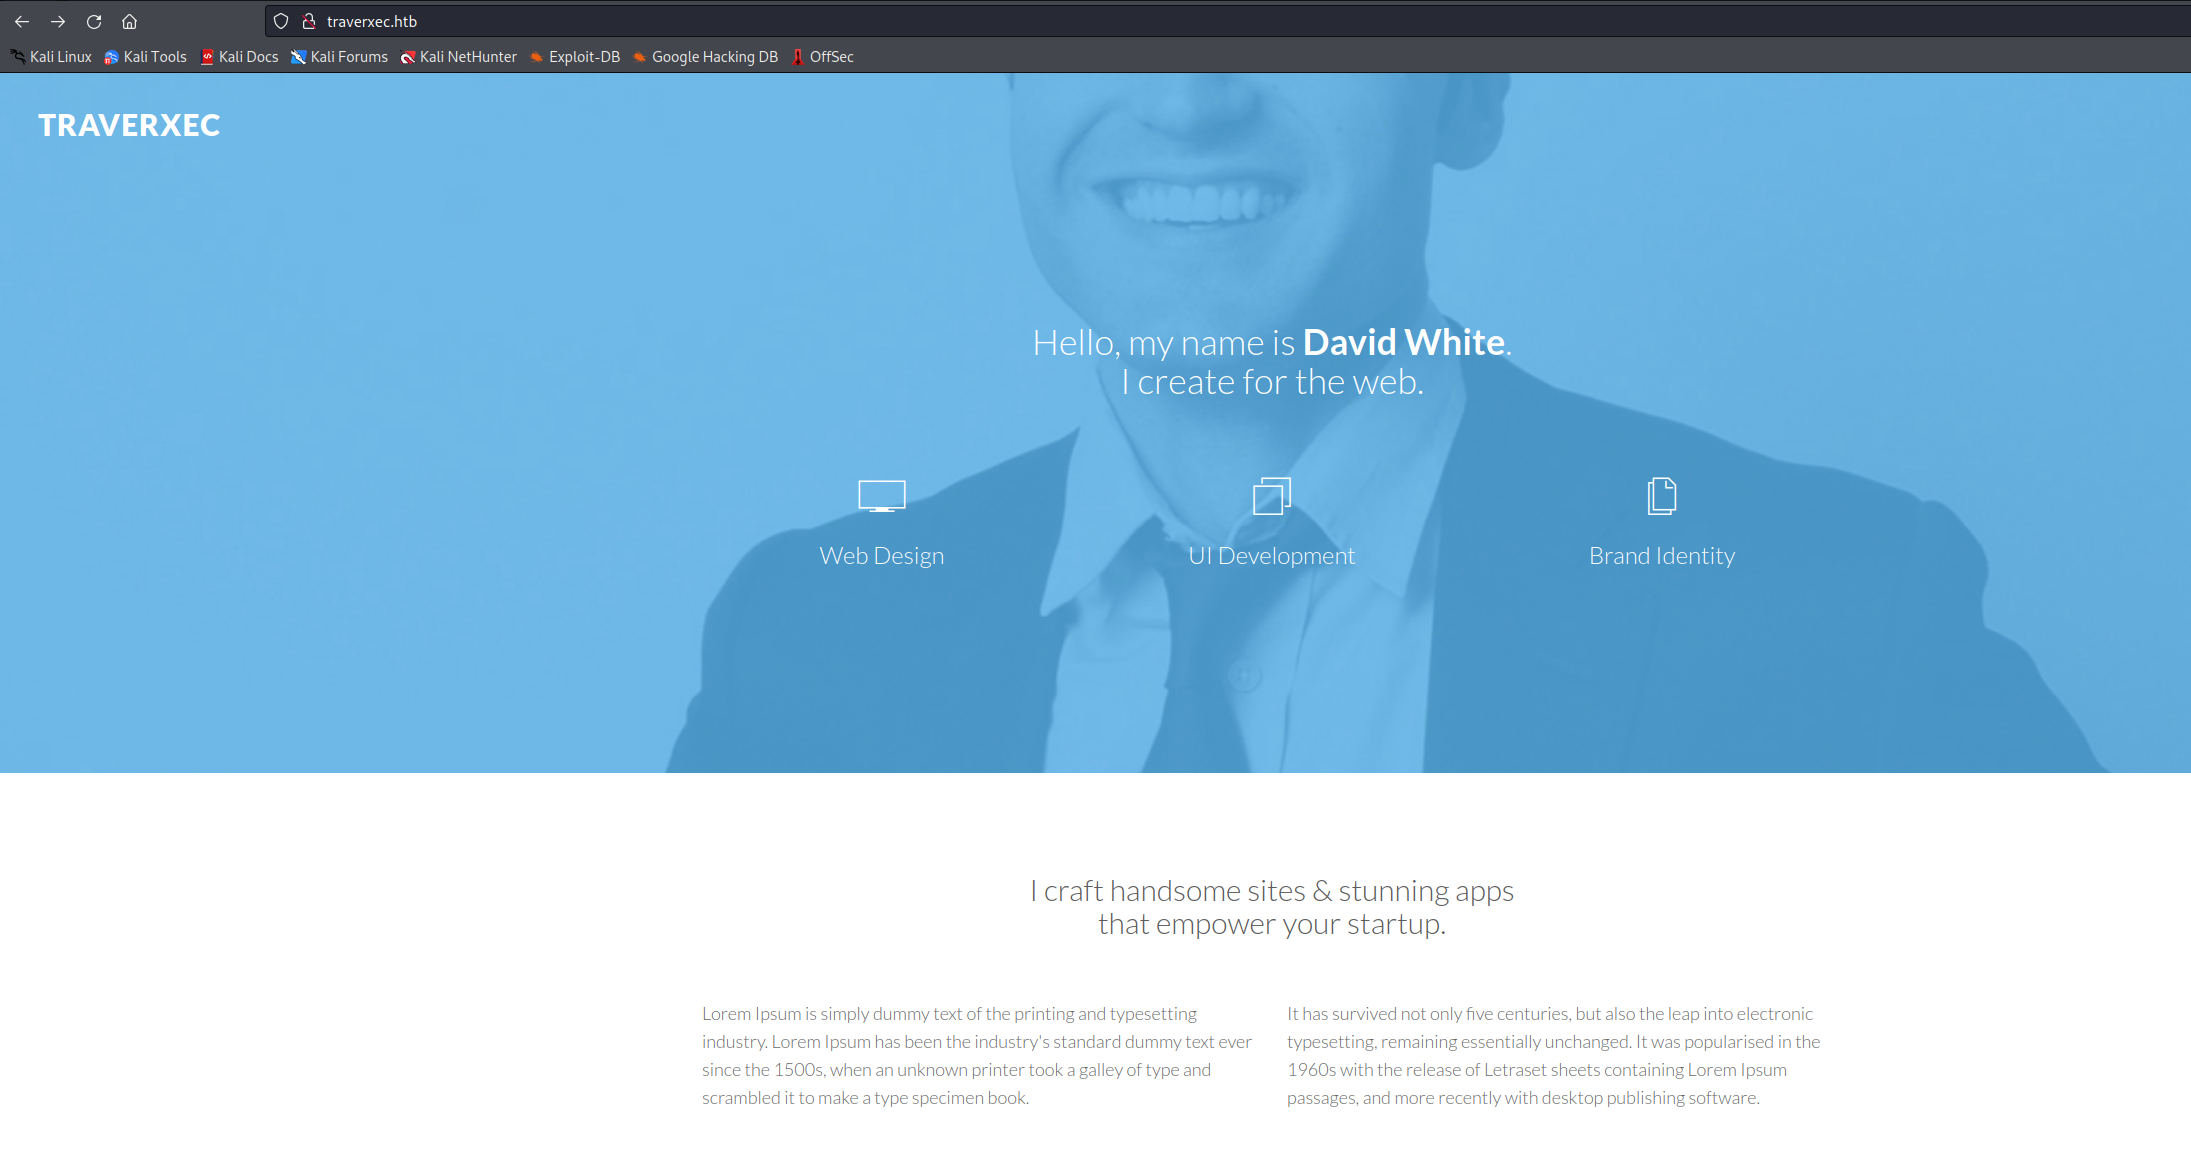 traverxec.htb
Kali Linux Kali Tools Kali Docs Kali Forums Kali NetHunter Exploit-DB Google Hacking DB OffSec
TRAVERXEC
Hello, my name is David White.
I create for the web.
Web Design
UI Development
Brand Identity
I craft handsome sites & stunning apps
that empower your startup.
Lorem Ipsum is simply dummy text of the printing and typesetting
industry. Lorem Ipsum has been the industry's standard dummy text ever
since the 1500s, when an unknown printer took a galley of type and
scrambled it to make a type specimen book.
It has survived not only five centuries, but also the leap into electronic
typesetting, remaining essentially unchanged. It was popularised in the
1960s with the release of Letraset sheets containing Lorem Ipsum
passages, and more recently with desktop publishing software.